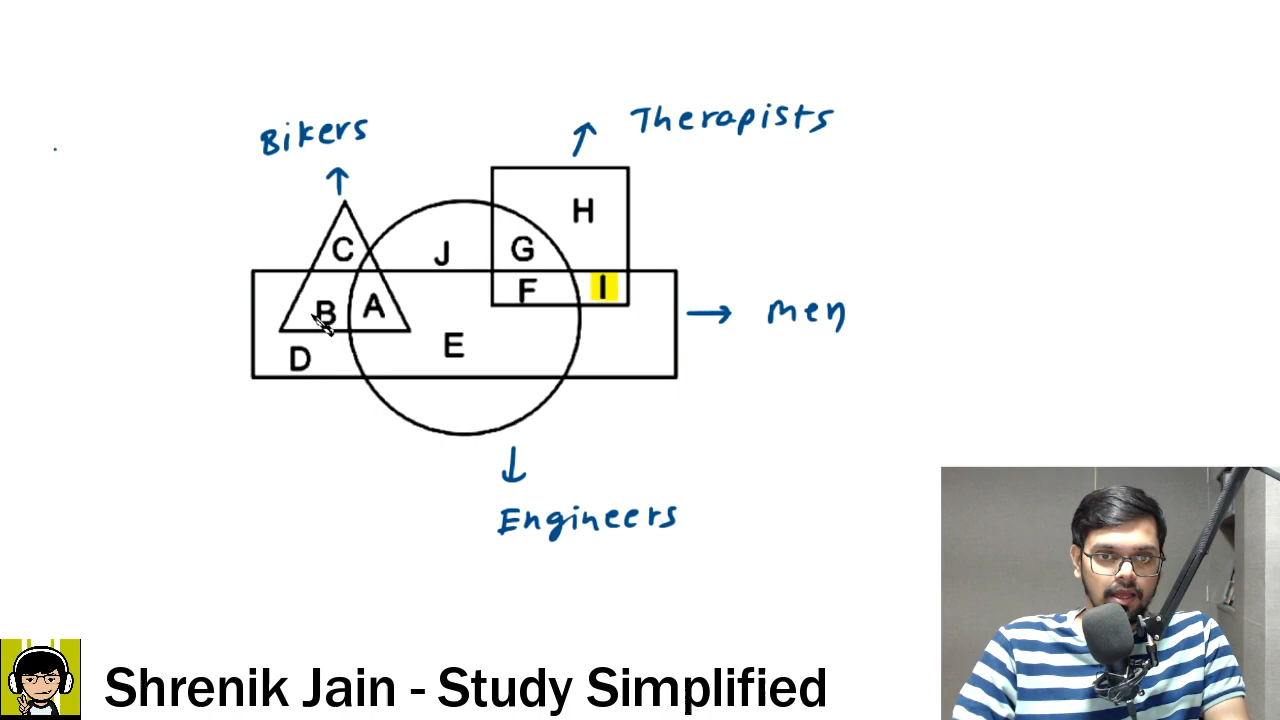 Therapists
Bikers
H
C
J
G
F
I
B
A
men
E
D
Engineers
Shrenik Jain - Study Simplified